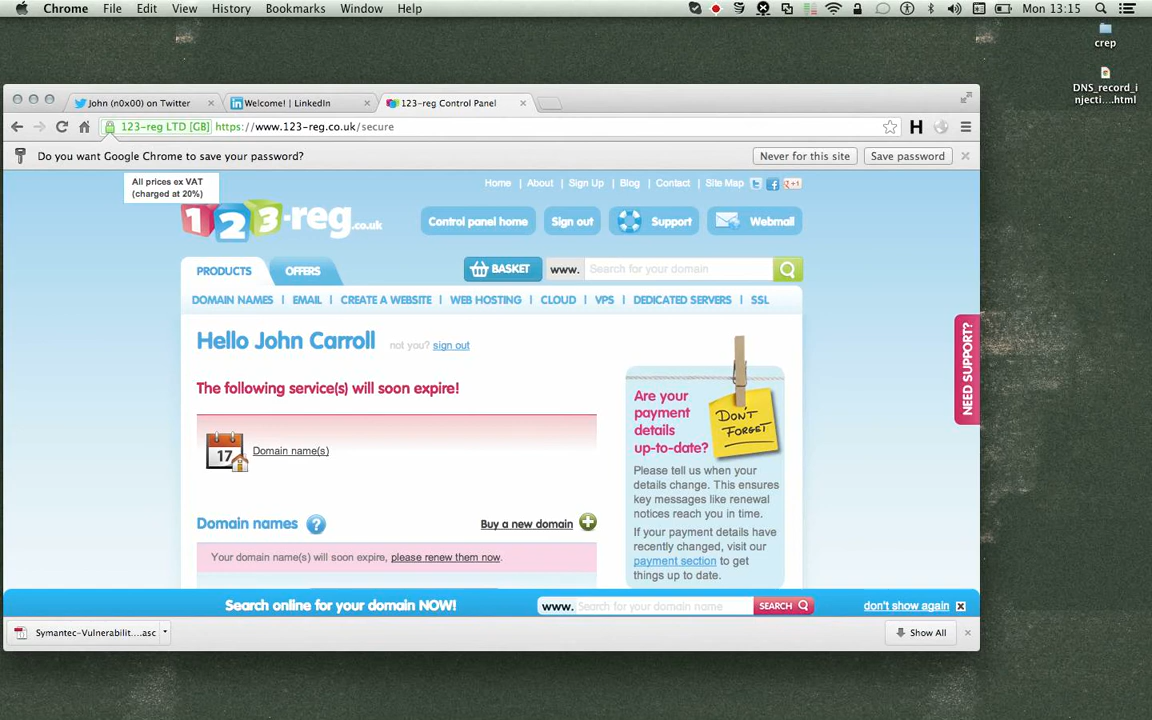 Chrome File Edit View History Bookmarks Window Help
Mon 13:15
crep
DNS_record_i
njecti....html
John (n0x00) on Twitter
Welcome! | LinkedIn
123-reg Control Panel
123-reg LTD [GB] https://www.123-reg.co.uk/secure
H
Do you want Google Chrome to save your password?
Never for this site
Save password
All prices ex VAT
(charged at 20%)
Home | About | Sign Up | Blog | Contact | Site Map
+1
123-reg.co.uk
Control panel home
Sign out
Support
Webmail
PRODUCTS
OFFERS
BASKET
www. Search for your domain
DOMAIN NAMES | EMAIL | CREATE A WEBSITE | WEB HOSTING | CLOUD | VPS | DEDICATED SERVERS | SSL
Hello John Carroll not you? sign out
The following service(s) will soon expire!
17
Domain name(s)
Domain names ?
Buy a new domain
Your domain name(s) will soon expire, please renew them now.
Are your
payment
details
up-to-date?
DON'T
FORGET
Please tell us when your
details change. This ensures
key messages like renewal
notices reach you in time.
If your payment details have
recently changed, visit our
payment section to get
things up to date.
NEED SUPPORT?
Search online for your domain NOW!
www. Search for your domain name
SEARCH
don't show again
Symantec-Vulnerabilit....asc
Show All